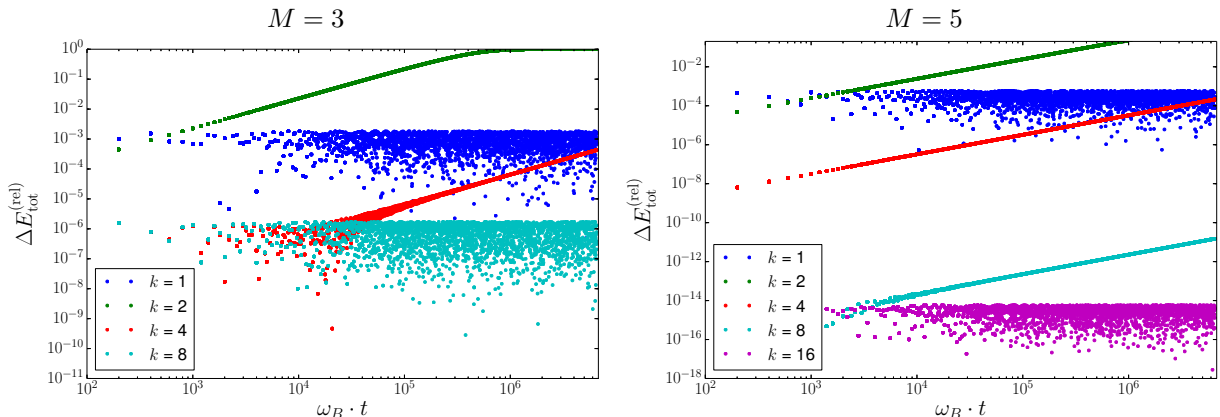 M = 3
ΔE_tot^(rel)
10^0
10^−1
10^−2
10^−3
10^−4
10^−5
10^−6
10^−7
10^−8
10^−9
10^−10
10^−11
k = 1
k = 2
k = 4
k = 8
10^2 10^3 10^4 10^5 10^6
ω_B · t
M = 5
ΔE_tot^(rel)
10^−2
10^−4
10^−6
10^−8
10^−10
10^−12
10^−14
10^−16
10^−18
k = 1
k = 2
k = 4
k = 8
k = 16
10^2 10^3 10^4 10^5 10^6
ω_B · t